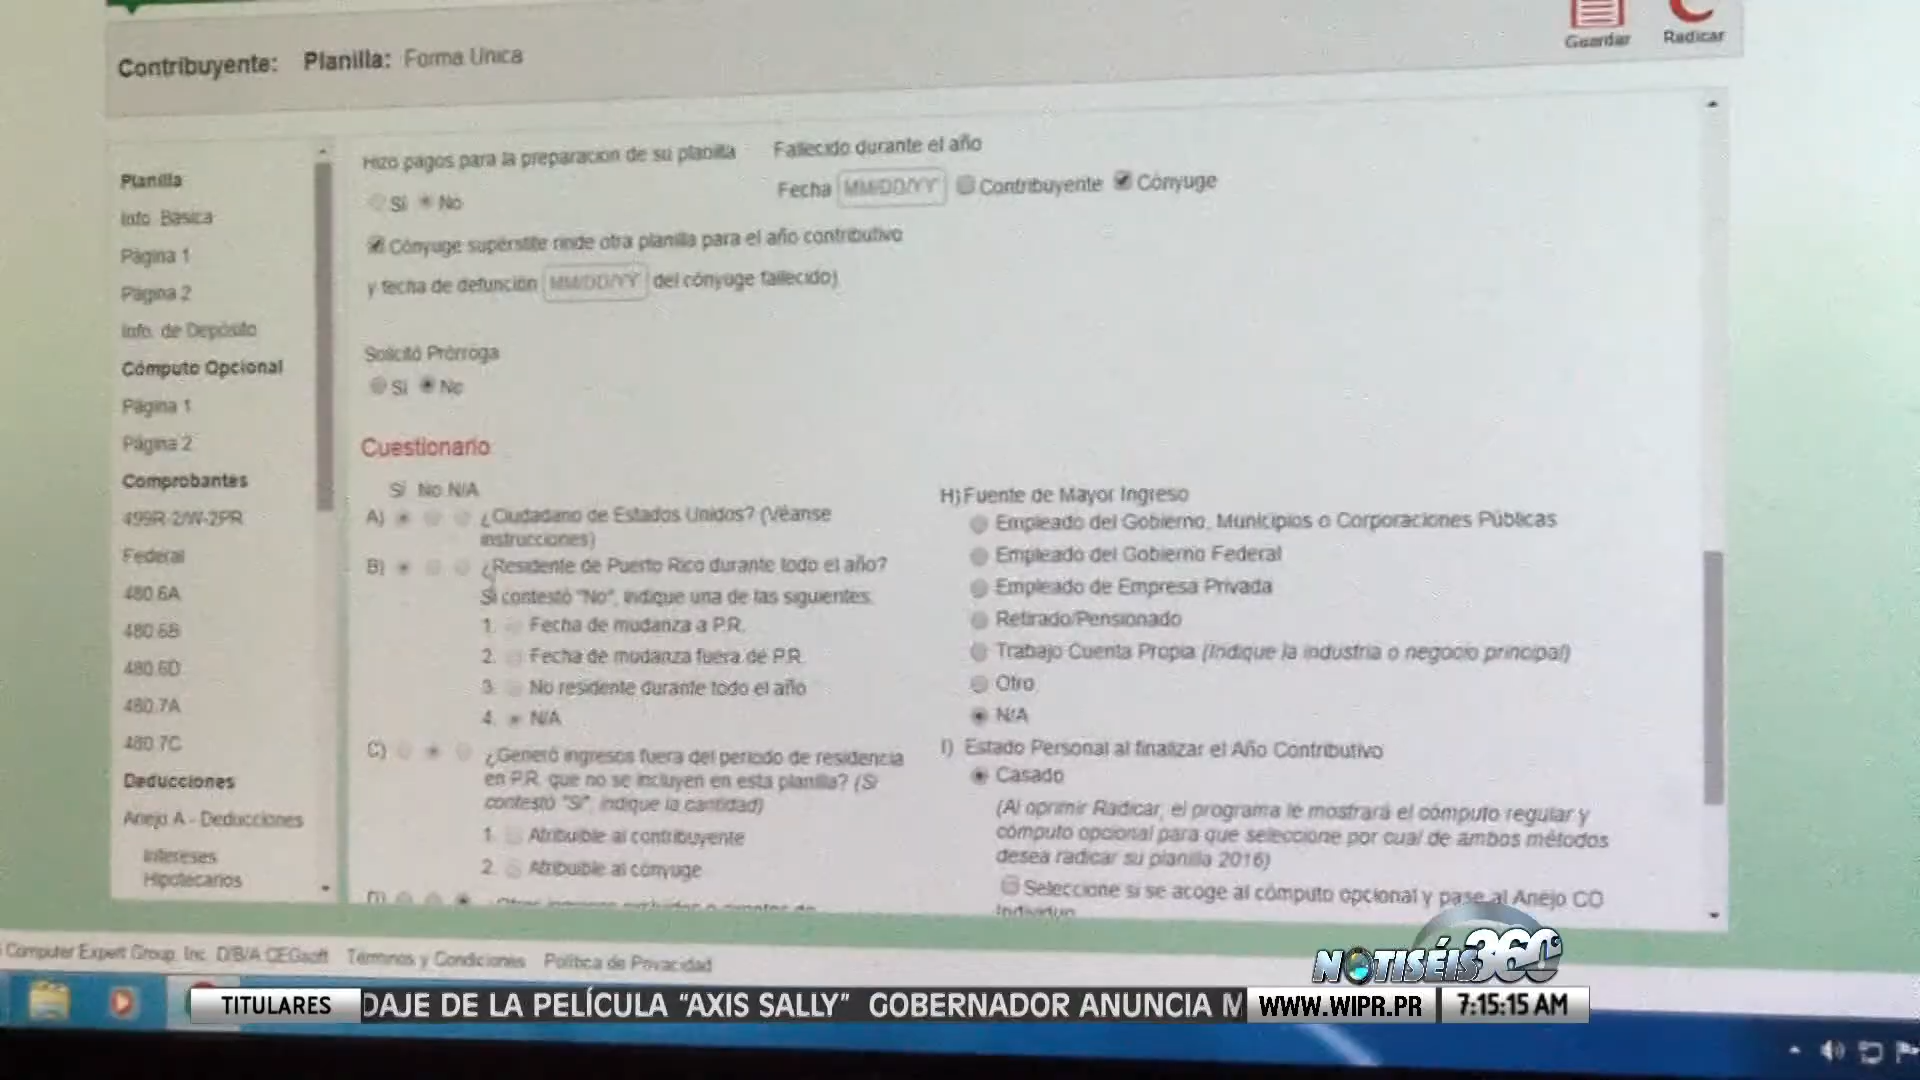 Contribuyente: Planilla: Forma Unica
Guardar Radicar
Planilla
Info. Básica
Página 1
Página 2
Info. de Depósito
Cómputo Opcional
Página 1
Página 2
Comprobantes
499R-2/W-2PR
Federal
480.6A
480.6B
480.6D
480.7A
480.7C
Deducciones
Anejo A - Deducciones
Intereses
Hipotecarios
Hizo pagos para la preparación de su planilla
Sí No
Fallecido durante el año
Fecha MM/DD/YY Contribuyente Cónyuge
Cónyuge supérstite rinde otra planilla para el año contributivo
y fecha de defunción MM/DD/YY del cónyuge fallecido)
Solicitó Prórroga
Sí No
Cuestionario
Sí No N/A
A) ¿Ciudadano de Estados Unidos? (Véanse
instrucciones)
B) ¿Residente de Puerto Rico durante todo el año?
Si contestó "No", indique una de las siguientes:
1. Fecha de mudanza a P.R.
2. Fecha de mudanza fuera de P.R.
3. No residente durante todo el año
4. N/A
C) ¿Generó ingresos fuera del periodo de residencia
en P.R. que no se incluyen en esta planilla? (Si
contestó "Sí", indique la cantidad)
1. Atribuible al contribuyente
2. Atribuible al cónyuge
D)
H) Fuente de Mayor Ingreso
Empleado del Gobierno, Municipios o Corporaciones Públicas
Empleado del Gobierno Federal
Empleado de Empresa Privada
Retirado/Pensionado
Trabajo Cuenta Propia (Indique la industria o negocio principal)
Otro
N/A
I) Estado Personal al finalizar el Año Contributivo
Casado
(Al oprimir Radicar, el programa le mostrará el cómputo regular y
cómputo opcional para que seleccione por cual de ambos métodos
desea radicar su planilla 2016)
Seleccione si se acoge al cómputo opcional y pase al Anejo CO
Individuo
Computer Expert Group, Inc. D/B/A CEGsoft Términos y Condiciones Política de Privacidad
NOTISÉIS 360°
TITULARES DAJE DE LA PELÍCULA "AXIS SALLY" GOBERNADOR ANUNCIA M WWW.WIPR.PR 7:15:15 AM